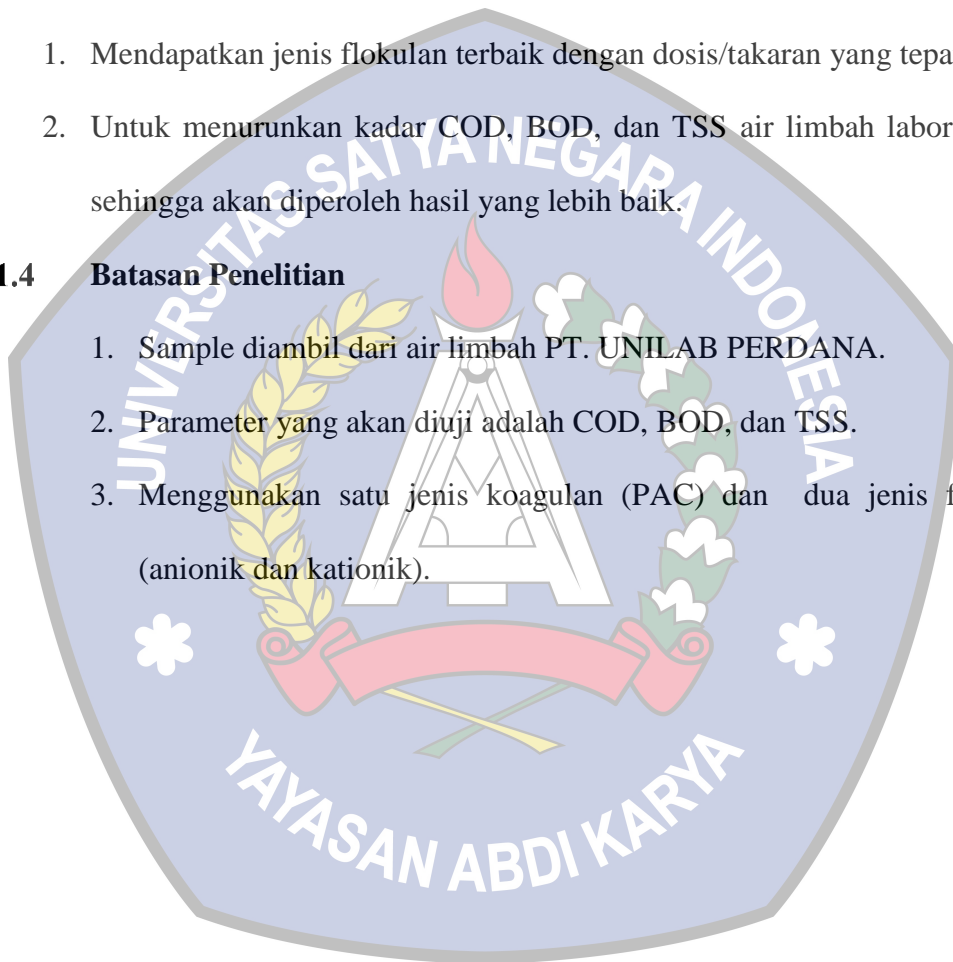 1. Mendapatkan jenis flokulan terbaik dengan dosis/takaran yang tepa
2. Untuk menurunkan kadar COD, BOD, dan TSS air limbah labor
sehingga akan diperoleh hasil yang lebih baik.
1.4 Batasan Penelitian
1. Sample diambil dari air limbah PT. UNILAB PERDANA.
2. Parameter yang akan diuji adalah COD, BOD, dan TSS.
3. Menggunakan satu jenis koagulan (PAC) dan dua jenis f
(anionik dan kationik).
UNIVERSITAS SATYA NEGARA INDONESIA
YAYASAN ABDI KARYA